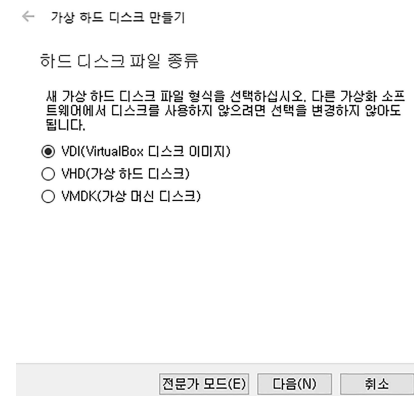 ← 가상 하드 디스크 만들기
하드 디스크 파일 종류
새 가상 하드 디스크 파일 형식을 선택하십시오. 다른 가상화 소프
트웨어에서 디스크를 사용하지 않으려면 선택을 변경하지 않아도
됩니다.
VDI(VirtualBox 디스크 이미지)
VHD(가상 하드 디스크)
VMDK(가상 머신 디스크)
전문가 모드(E) 다음(N) 취소